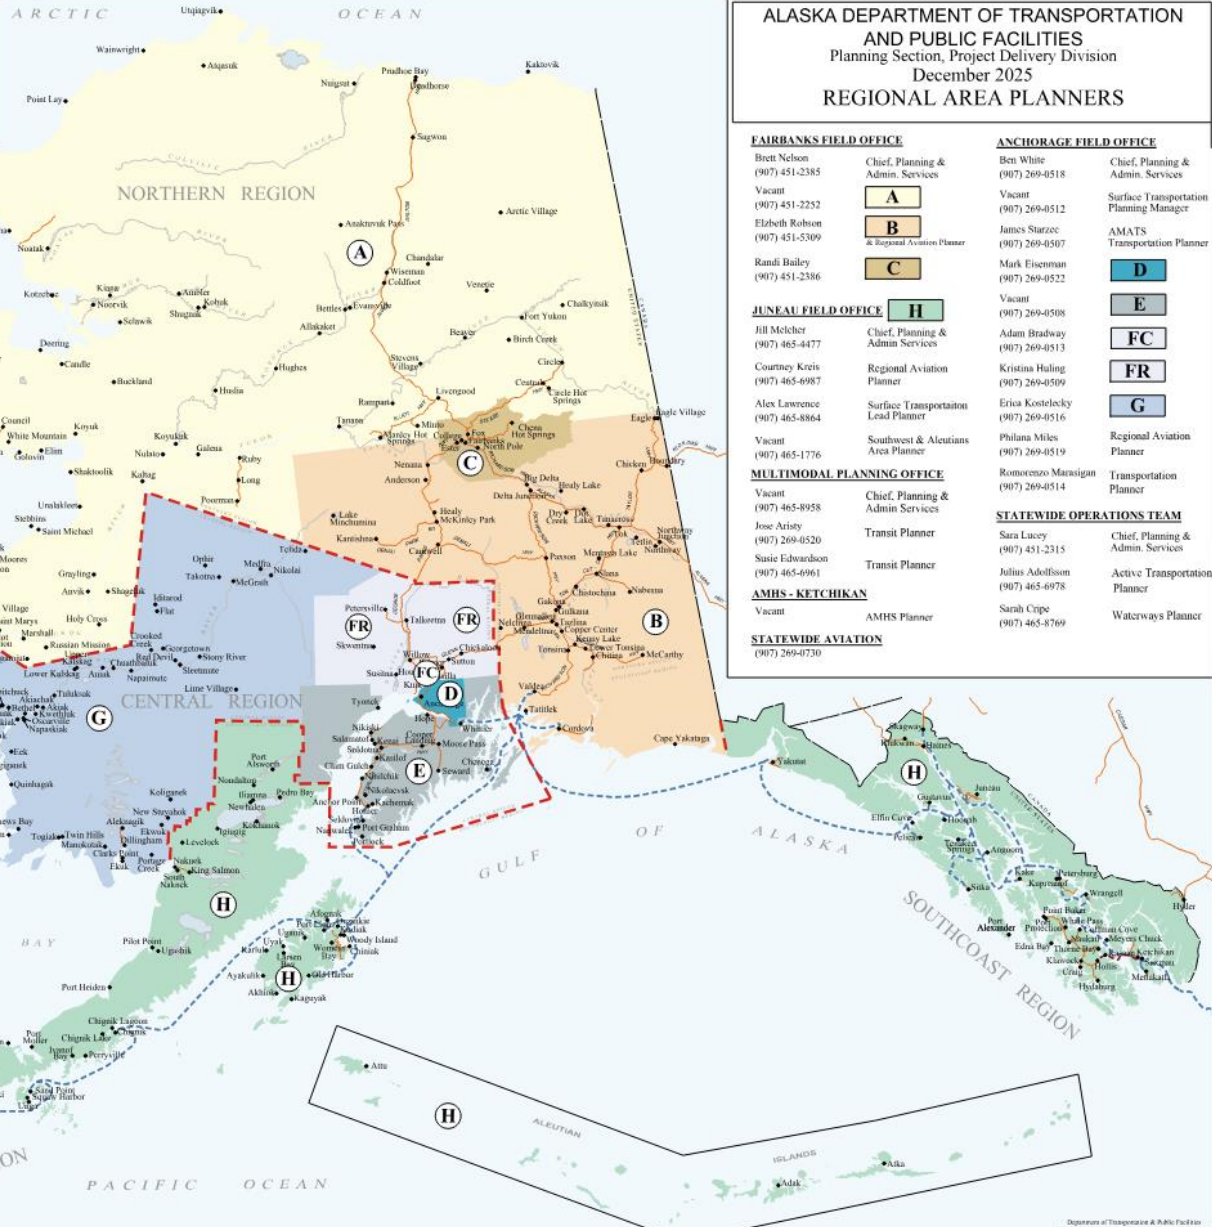 ALASKA DEPARTMENT OF TRANSPORTATION
AND PUBLIC FACILITIES
Planning Section, Project Delivery Division
December 2025
REGIONAL AREA PLANNERS
FAIRBANKS FIELD OFFICE
Brett Nelson
(907) 451-2385
Chief, Planning &
Admin. Services
Vacant
(907) 451-2252
A
Elzbeth Robson
(907) 451-5309
B
& Regional Aviation Planner
Randi Bailey
(907) 451-2386
C
JUNEAU FIELD OFFICE
H
Jill Melcher
(907) 465-4477
Chief, Planning &
Admin Services
Courtney Kreis
(907) 465-6987
Regional Aviation
Planner
Alex Lawrence
(907) 465-8864
Surface Transportaiton
Lead Planner
Vacant
(907) 465-1776
Southwest & Aleutians
Area Planner
MULTIMODAL PLANNING OFFICE
Vacant
(907) 465-8958
Chief, Planning &
Admin Services
Jose Aristy
(907) 269-0520
Transit Planner
Susie Edwardson
(907) 465-6961
Transit Planner
AMHS - KETCHIKAN
Vacant
AMHS Planner
STATEWIDE AVIATION
(907) 269-0730
ANCHORAGE FIELD OFFICE
Ben White
(907) 269-0518
Chief, Planning &
Admin. Services
Vacant
(907) 269-0512
Surface Transportation
Planning Manager
James Starzec
(907) 269-0507
AMATS
Transportation Planner
Mark Eisenman
(907) 269-0522
D
Vacant
(907) 269-0508
E
Adam Bradway
(907) 269-0513
FC
Kristina Huling
(907) 269-0509
FR
Erica Kostelecky
(907) 269-0516
G
Philana Miles
(907) 269-0519
Regional Aviation
Planner
Romorenzo Marasigan
(907) 269-0514
Transportation
Planner
STATEWIDE OPERATIONS TEAM
Sara Lucey
(907) 451-2315
Chief, Planning &
Admin. Services
Julius Adolfsson
(907) 465-6978
Active Transportation
Planner
Sarah Cripe
(907) 465-8769
Waterways Planner
ARCTIC OCEAN
Utqiagvik
Wainwright
Atqasuk
Point Lay
Nuiqsut
Prudhoe Bay
Deadhorse
Kaktovik
Sagwon
COLVILLE RIVER
NORTHERN REGION
Arctic Village
Anaktuvuk Pass
A
Noatak
Chandalar
Wiseman
Coldfoot
Venetie
Kotzebue
Kiana
Noorvik
Ambler
Kobuk
Shugnak
Selawik
Bettles
Evansville
Chalkyitsik
Fort Yukon
Allakaket
Beaver
Birch Creek
Deering
Candle
Stevens
Village
Circle
Hughes
Buckland
Huslia
Central
Circle Hot
Springs
Livengood
Rampart
Council
White Mountain
Golovin
Elim
Koyuk
Koyukuk
Nulato
Galena
Tanana
Manley Hot
Springs
Minto
College
Ester
Fox
Fairbanks
North Pole
Chena
Hot Springs
Eagle
Eagle Village
Shaktoolik
Kaltag
Ruby
Long
Nenana
Anderson
C
Chicken
Boundary
Big Delta
Delta Junction
Healy Lake
Unalakleet
Poorman
Stebbins
Saint Michael
Lake
Minchumina
Healy
McKinley Park
Kantishna
Cantwell
Dry
Creek
Dot
Lake
Tanacross
Tok
Tetlin
Northway
Junction
Northway
Telida
Paxson
Mentasta Lake
Slana
Ophir
Takotna
Medfra
Nikolai
McGrath
Grayling
Anvik
Shageluk
Iditarod
Flat
Chistochina
Nabesna
Petersville
FR
FR
Talkeetna
Skwentna
Gakona
Gulkana
Glennallen
Tazlina
Nelchina
Mendeltna
Copper Center
Kenny Lake
Lower Tonsina
Tonsina
Chitina
McCarthy
B
Holy Cross
Village
Marshall
Russian Mission
Crooked
Creek
Georgetown
Red Devil
Sleetmute
Stony River
Lower Kalskag
Upper
Kalskag
Aniak
Chuathbaluk
Napaimute
Lime Village
Willow
Chickaloon
Sutton
Susitna
FC
D
CENTRAL REGION
Tuluksak
Akiachak
Akiak
Bethel
Kwethluk
Oscarville
Napaskiak
G
Tyonek
Hope
Whittier
Valdez
Tatitlek
Cordova
Cape Yakataga
Nikiski
Salamatof
Kenai
Soldotna
Kasilof
Cooper
Landing
Moose Pass
Clam Gulch
Ninilchik
Nikolaevsk
E
Seward
Chenega
Anchor Point
Kachemak
Homer
Seldovia
Port Graham
Nanwalek
Portlock
Eek
Quinhagak
Port
Alsworth
Nondalton
Iliamna
Pedro Bay
Newhalen
Kokhanok
Koliganek
New Stuyahok
Igiugig
Levelock
Aleknagik
Ekwok
Dillingham
Togiak
Twin Hills
Manokotak
Clarks Point
Ekuk
Portage
Creek
Naknek
King Salmon
South
Naknek
H
Pilot Point
Ugashik
BAY
Afognak
Ouzinkie
Kodiak
Uganik
Uyak
Karluk
Larsen
Bay
Womens
Bay
Woody Island
Chiniak
Ayakulik
Old Harbor
Akhiok
Kaguyak
H
Port Heiden
Chignik Lagoon
Chignik Lake
Chignik
Port
Moller
Ivanof
Bay
Perryville
Sand Point
Squaw Harbor
Unga
GULF OF ALASKA
Yakutat
Skagway
Klukwan
Haines
H
Gustavus
Juneau
Elfin Cove
Hoonah
Pelican
Tenakee
Springs
Angoon
Sitka
Kake
Kupreanof
Petersburg
Wrangell
Port
Alexander
Point Baker
Port
Protection
Whale Pass
Coffman Cove
Edna Bay
Naukati
Thorne Bay
Meyers Chuck
Klawock
Craig
Hollis
Kasaan
Ketchikan
Saxman
Metlakatla
Hydaburg
Hyder
SOUTHCOAST REGION
Attu
H
ALEUTIAN
ISLANDS
Atka
Adak
PACIFIC OCEAN
Department of Transportation & Public Facilities